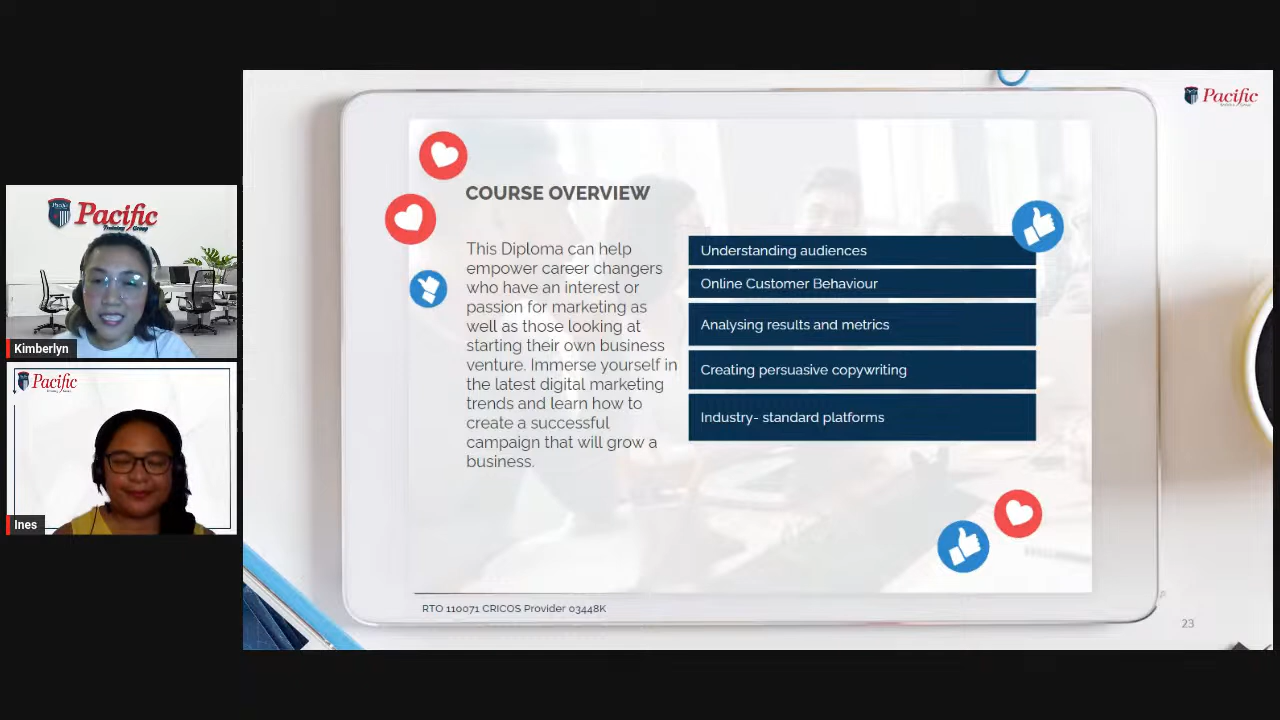 Pacific
Training Group
Kimberlyn
Pacific
Ines
Pacific
COURSE OVERVIEW
This Diploma can help
empower career changers
who have an interest or
passion for marketing as
well as those looking at
starting their own business
venture. Immerse yourself in
the latest digital marketing
trends and learn how to
create a successful
campaign that will grow a
business.
Understanding audiences
Online Customer Behaviour
Analysing results and metrics
Creating persuasive copywriting
Industry- standard platforms
RTO 110071 CRICOS Provider 03448K
23